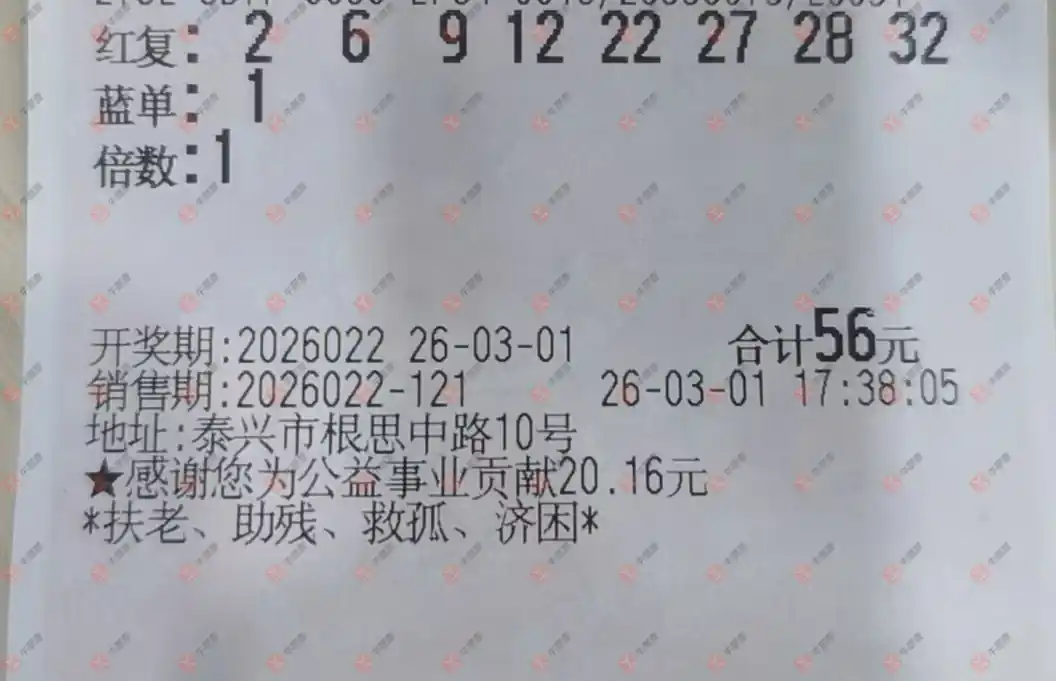 红复: 2 6 9 12 22 27 28 32
蓝单: 1
倍数:1
开奖期:2026022 26-03-01 合计56元
销售期:2026022-121 26-03-01 17:38:05
地址:泰兴市根思中路10号
★感谢您为公益事业贡献20.16元
*扶老、助残、救孤、济困*